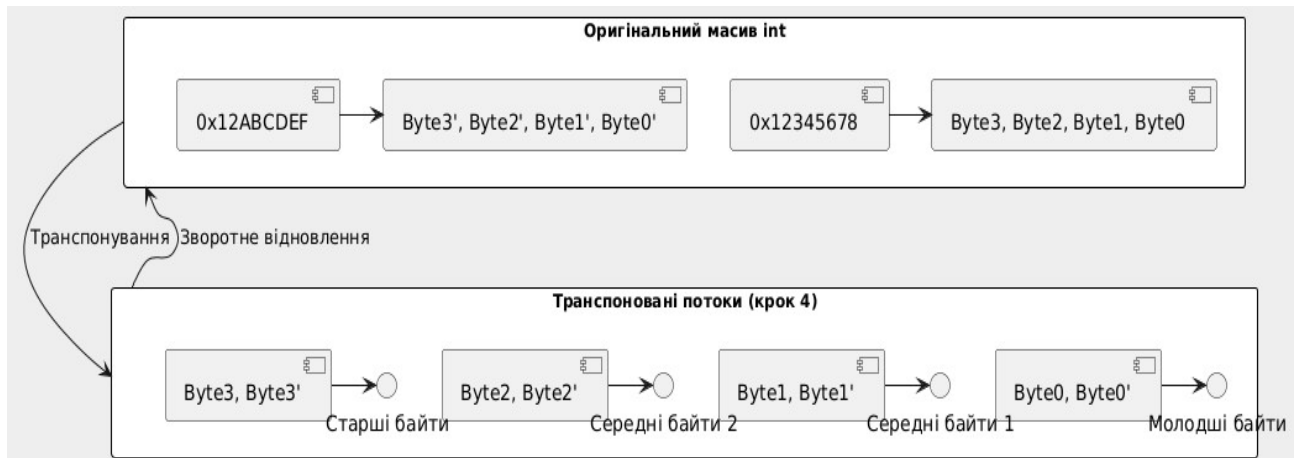 Оригінальний масив int
0x12ABCDEF
Byte3', Byte2', Byte1', Byte0'
0x12345678
Byte3, Byte2, Byte1, Byte0
Транспонування
Зворотне відновлення
Транспоновані потоки (крок 4)
Byte3, Byte3'
Старші байти
Byte2, Byte2'
Середні байти 2
Byte1, Byte1'
Середні байти 1
Byte0, Byte0'
Молодші байти